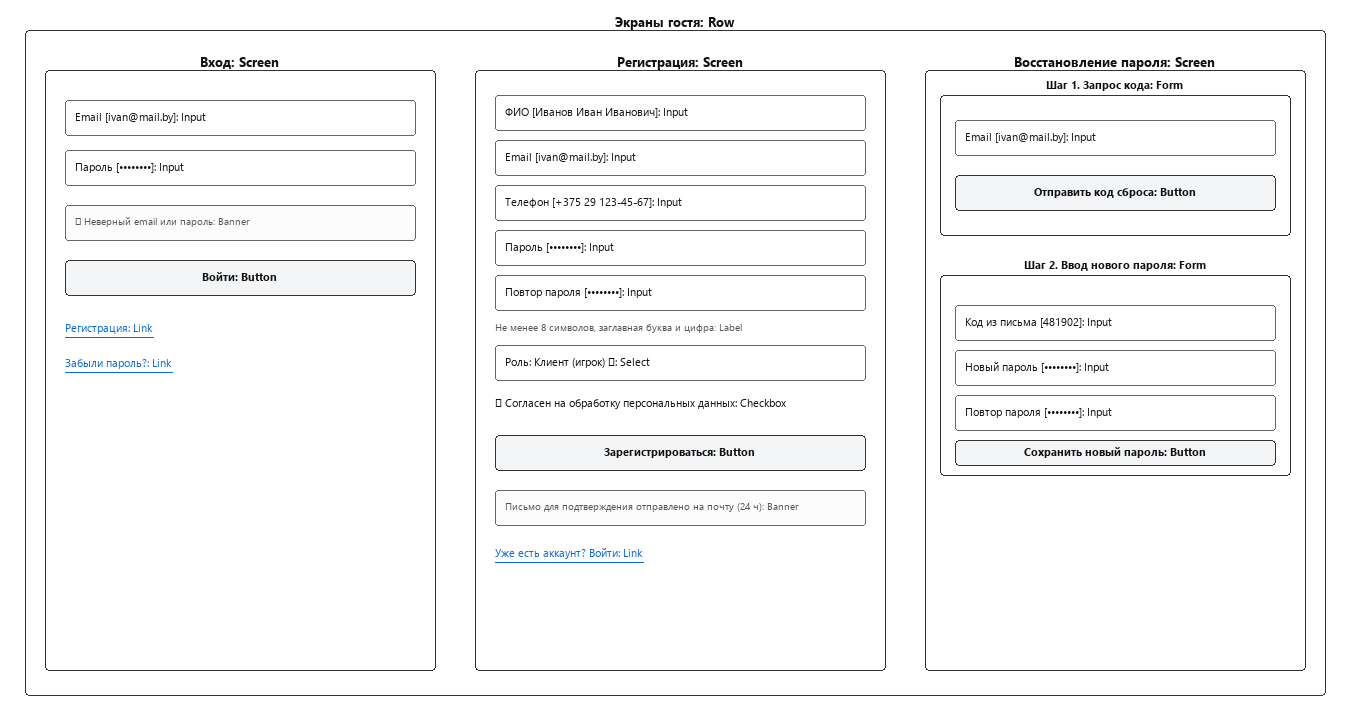 Экраны гостя: Row
Вход: Screen
Email [ivan@mail.by]: Input
Пароль [••••••••]: Input
Неверный email или пароль: Banner
Войти: Button
Регистрация: Link
Забыли пароль?: Link
Регистрация: Screen
ФИО [Иванов Иван Иванович]: Input
Email [ivan@mail.by]: Input
Телефон [+375 29 123-45-67]: Input
Пароль [••••••••]: Input
Повтор пароля [••••••••]: Input
Не менее 8 символов, заглавная буква и цифра: Label
Роль: Клиент (игрок) : Select
Согласен на обработку персональных данных: Checkbox
Зарегистрироваться: Button
Письмо для подтверждения отправлено на почту (24 ч): Banner
Уже есть аккаунт? Войти: Link
Восстановление пароля: Screen
Шаг 1. Запрос кода: Form
Email [ivan@mail.by]: Input
Отправить код сброса: Button
Шаг 2. Ввод нового пароля: Form
Код из письма [481902]: Input
Новый пароль [••••••••]: Input
Повтор пароля [••••••••]: Input
Сохранить новый пароль: Button